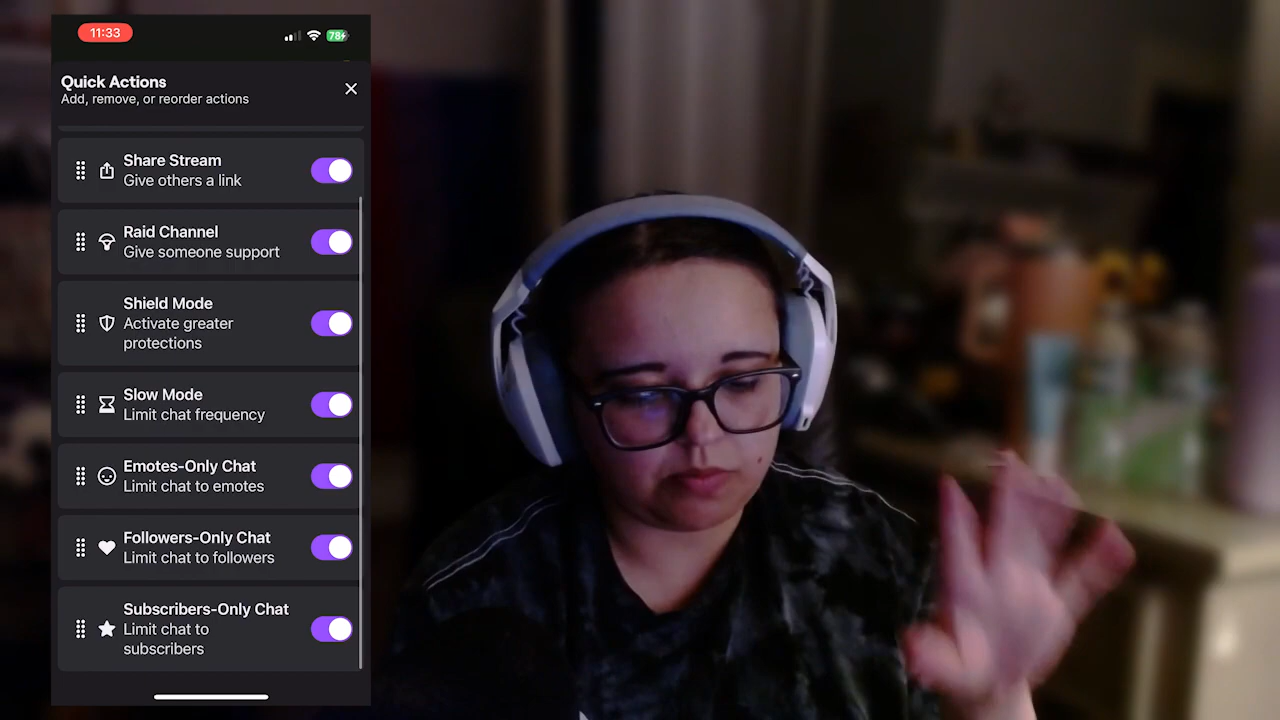 11:33
78
Quick Actions
Add, remove, or reorder actions
Share Stream
Give others a link
Raid Channel
Give someone support
Shield Mode
Activate greater
protections
Slow Mode
Limit chat frequency
Emotes-Only Chat
Limit chat to emotes
Followers-Only Chat
Limit chat to followers
Subscribers-Only Chat
Limit chat to
subscribers